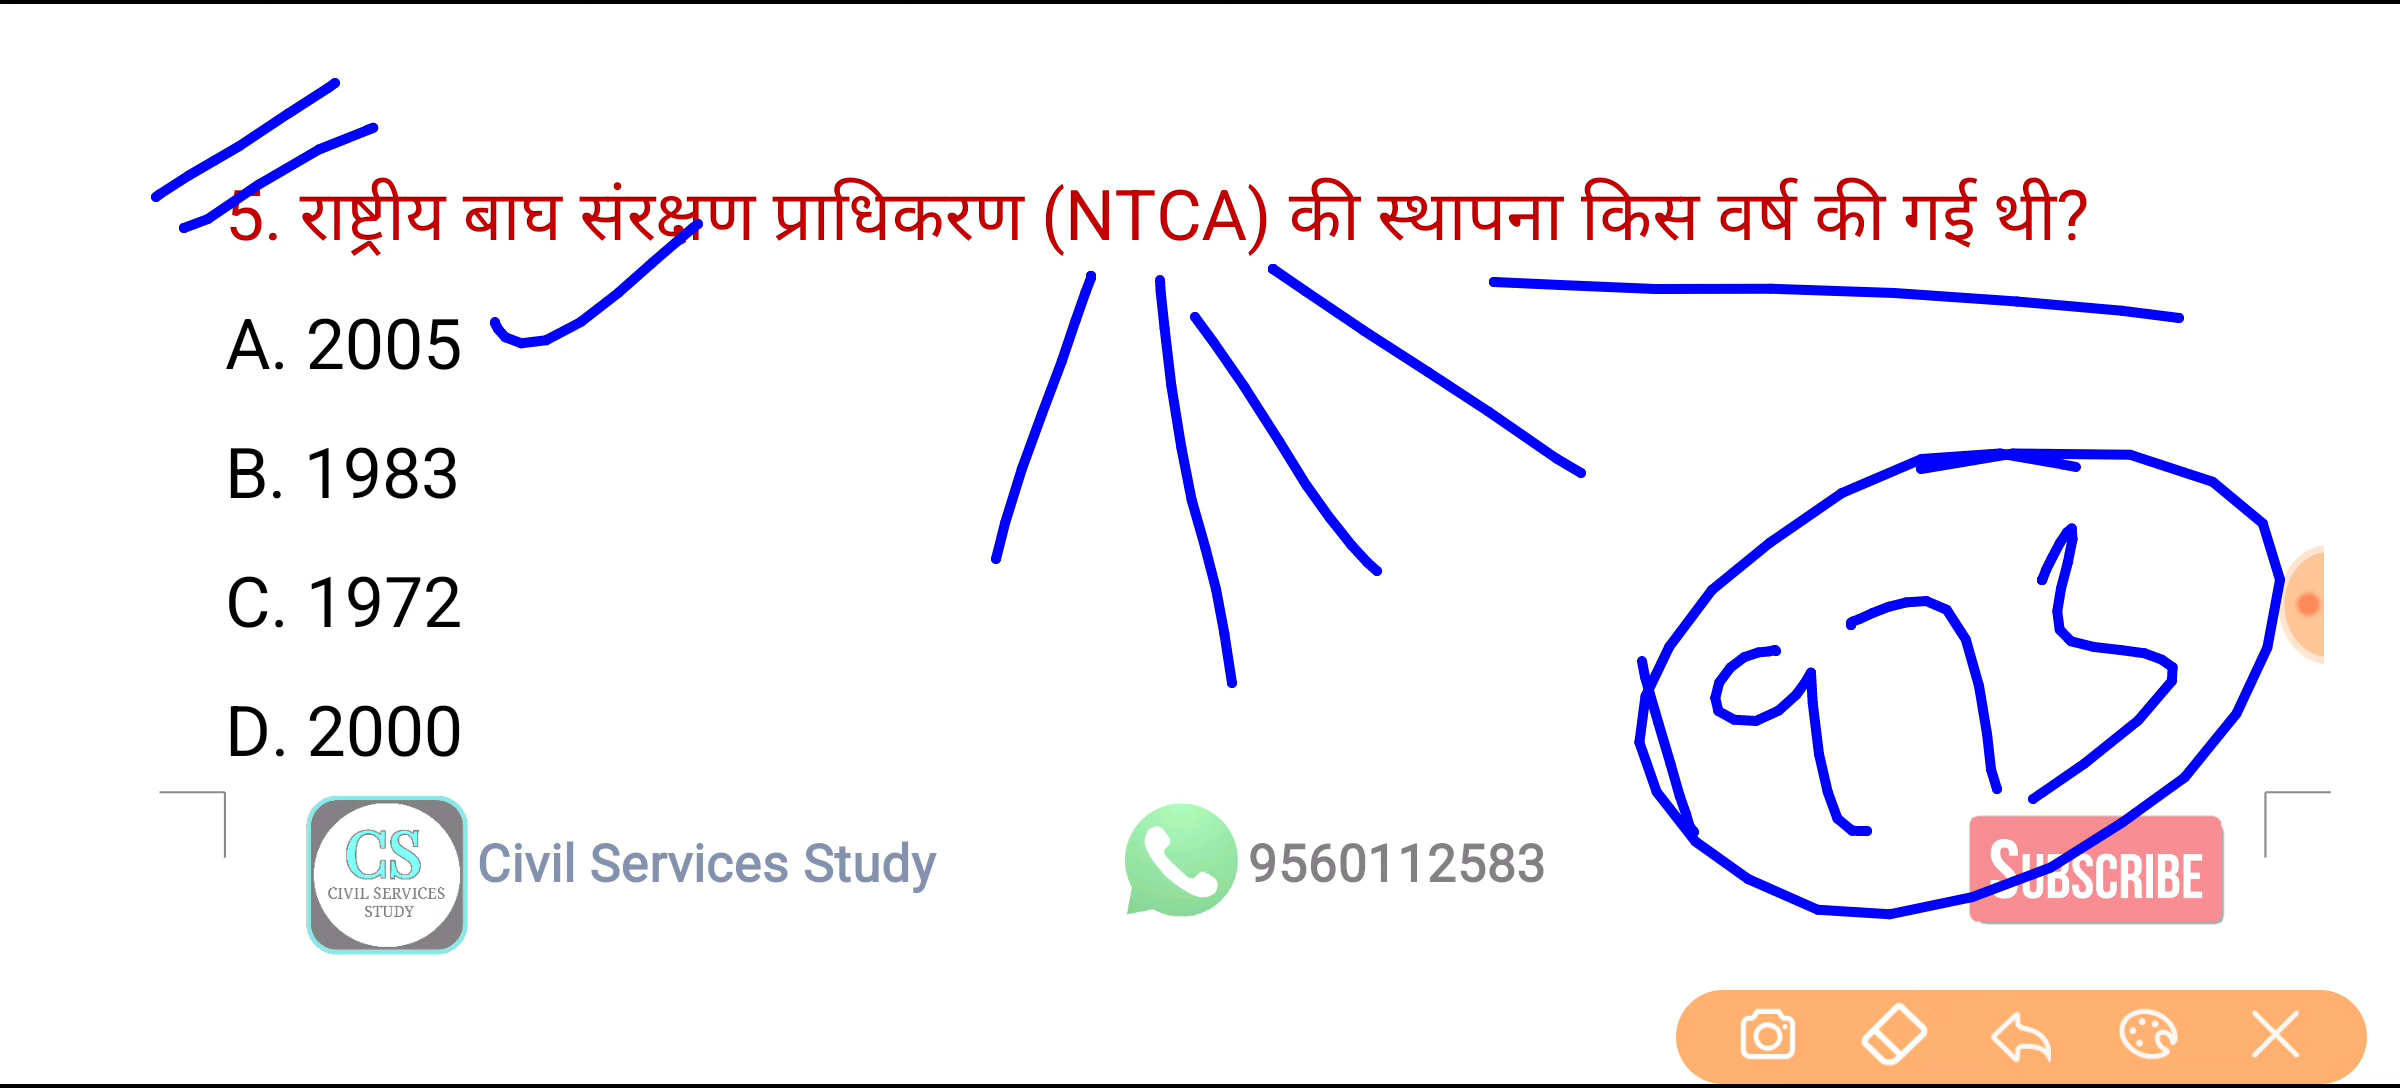 5. राष्ट्रीय बाघ संरक्षण प्राधिकरण (NTCA) की स्थापना किस वर्ष की गई थी?
A. 2005
B. 1983
C. 1972
D. 2000
973
CS
CIVIL SERVICES
STUDY
Civil Services Study
9560112583
SUBSCRIBE